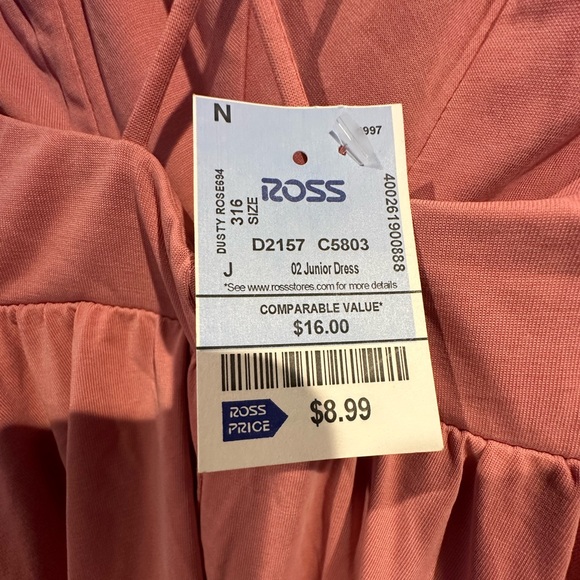 N
997
DUSTY ROSE694
316
SIZE
400261900888
ROSS
D2157 C5803
J 02 Junior Dress
*See www.rossstores.com for more details
COMPARABLE VALUE*
$16.00
ROSS
PRICE
$8.99